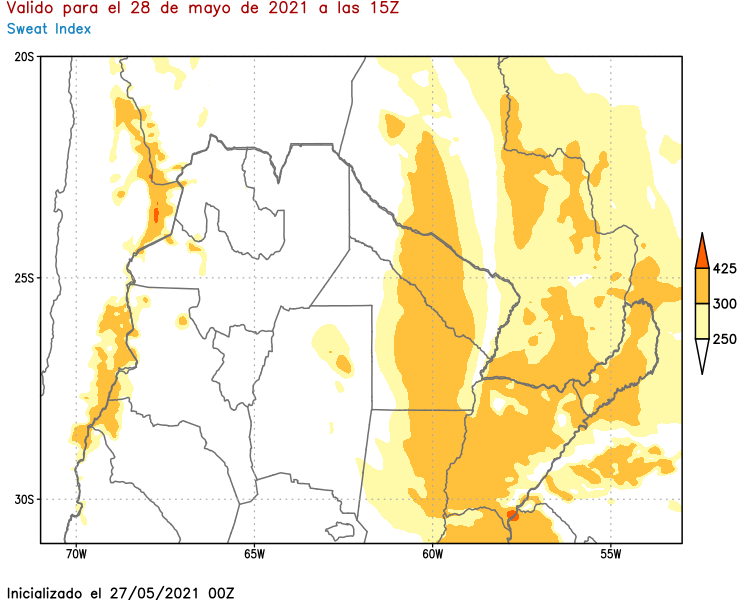 Valido para el 28 de mayo de 2021 a las 15Z
Sweat Index
20S
25S
30S
70W
65W
60W
55W
425
300
250
Inicializado el 27/05/2021 00Z